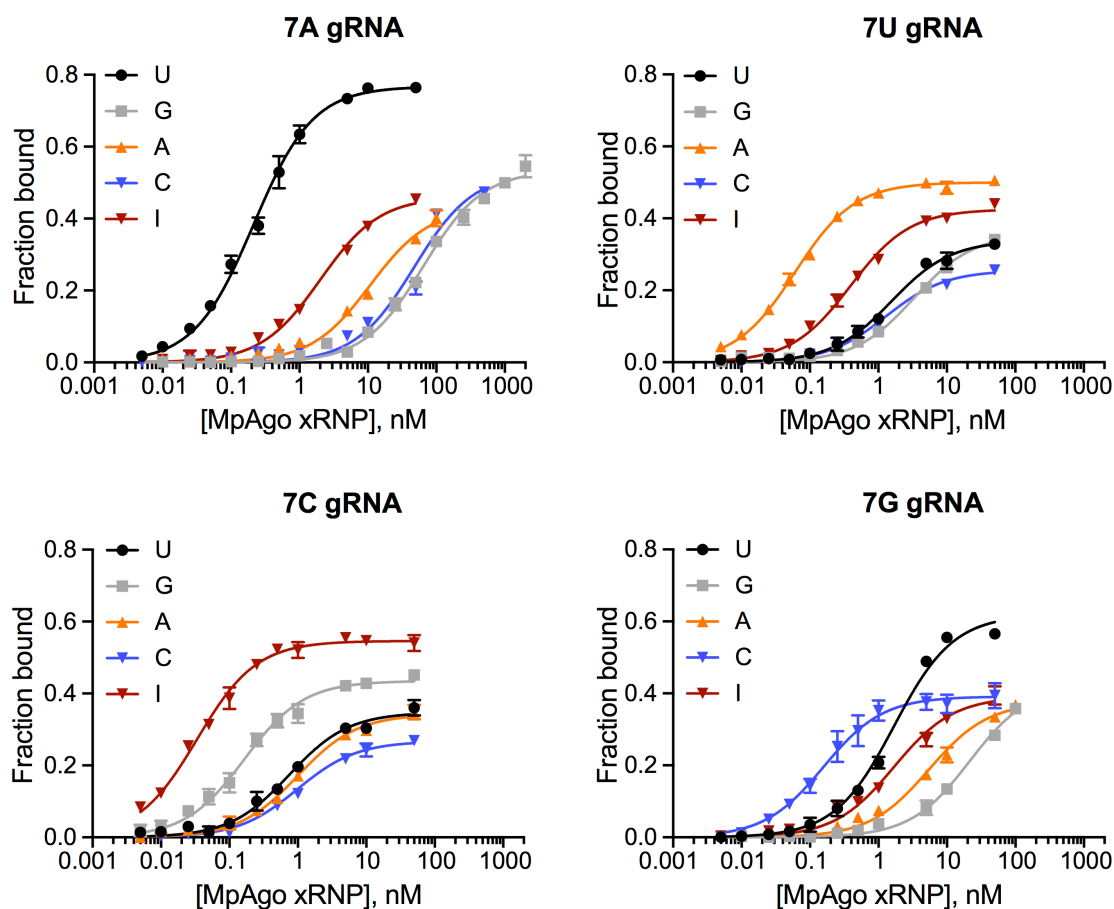 7A gRNA
0.8
0.6
0.4
0.2
0.0
U
G
A
C
I
Fraction bound
0.001 0.01 0.1 1 10 100 1000
[MpAgo xRNP], nM
7U gRNA
0.8
0.6
0.4
0.2
0.0
U
G
A
C
I
Fraction bound
0.001 0.01 0.1 1 10 100 1000
[MpAgo xRNP], nM
7C gRNA
0.8
0.6
0.4
0.2
0.0
U
G
A
C
I
Fraction bound
0.001 0.01 0.1 1 10 100 1000
[MpAgo xRNP], nM
7G gRNA
0.8
0.6
0.4
0.2
0.0
U
G
A
C
I
Fraction bound
0.001 0.01 0.1 1 10 100 1000
[MpAgo xRNP], nM